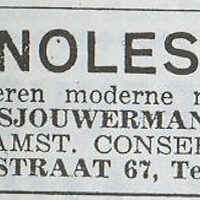 NOLES
eren moderne
SJOUWERMAN
AMST. CONSER
STRAAT 67, Te